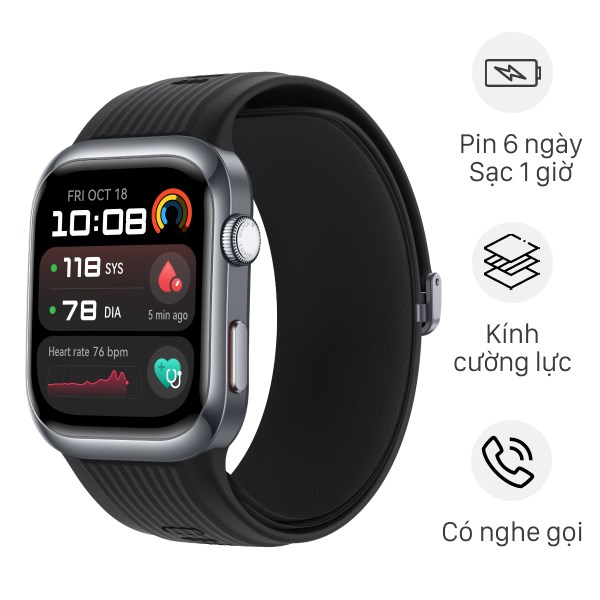 FRI OCT 18
10:08
118 SYS
78 DIA
5 min ago
Heart rate 76 bpm
Pin 6 ngày
Sạc 1 giờ
Kính
cường lực
Có nghe gọi